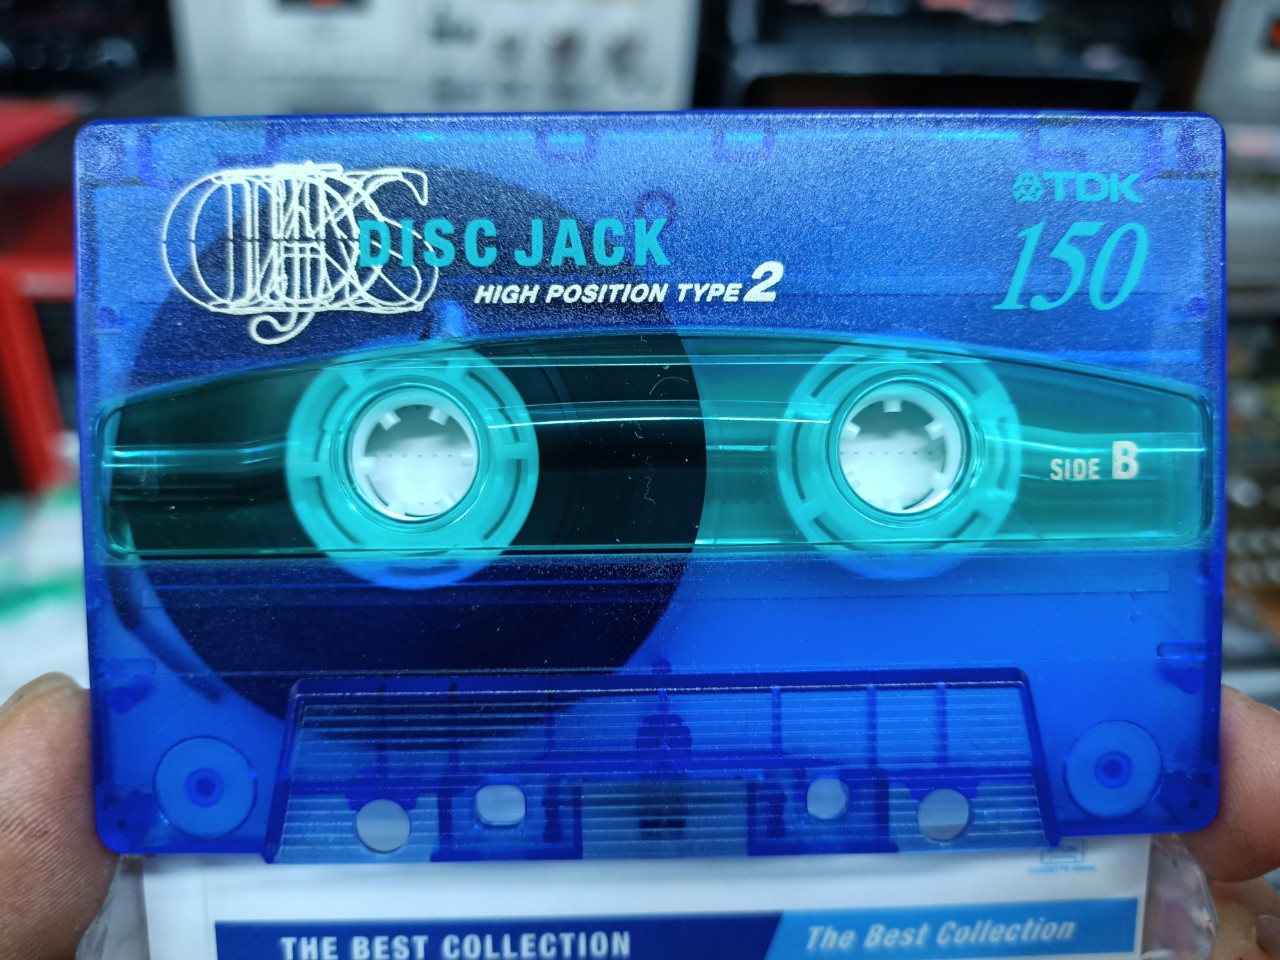 DISC JACK
HIGH POSITION TYPE 2
TDK
150
SIDE B
THE BEST COLLECTION
The Best Collection